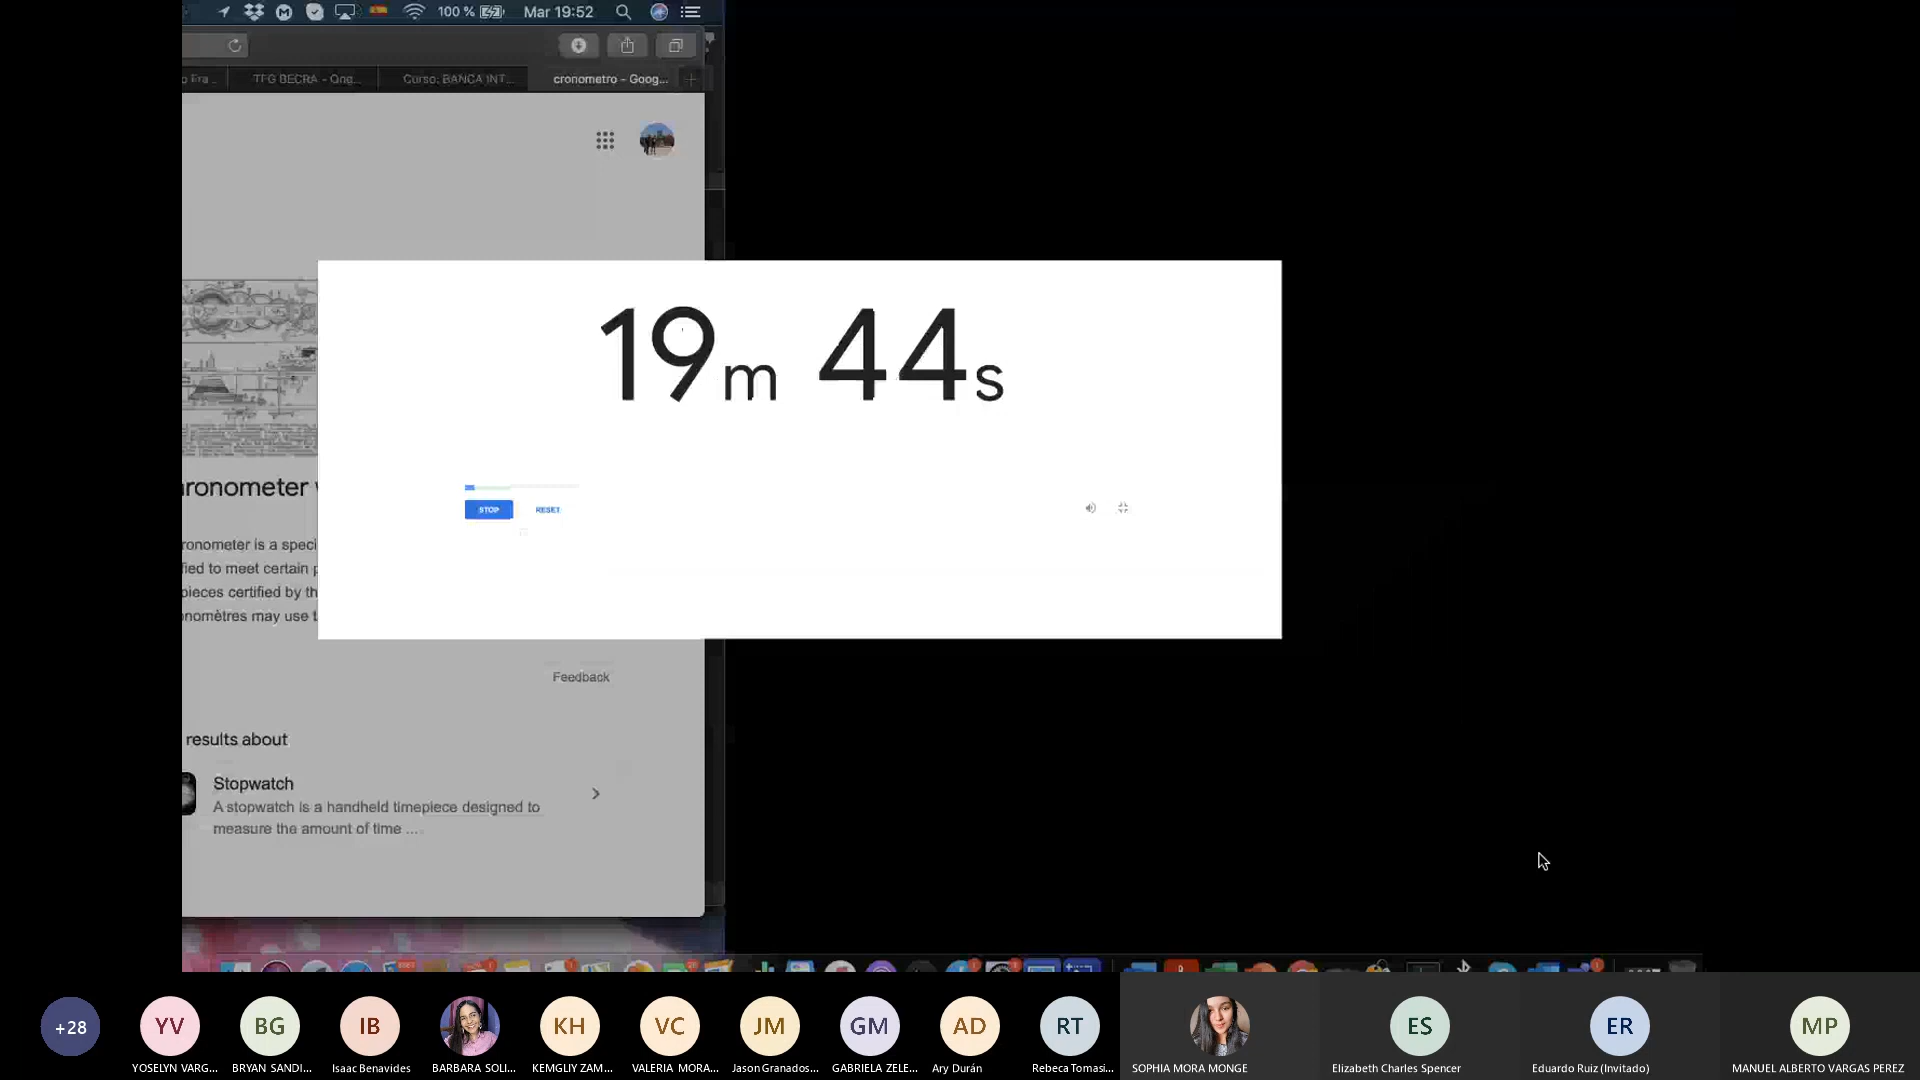 100 %
Mar 19:52
TFG BECRA - One...
Curso: BANCA INT...
cronometro - Goog...
19m 44s
STOP
RESET
ronometer is a speci
fied to meet certain p
pieces certified by th
onomètres may use t
Feedback
results about
Stopwatch
A stopwatch is a handheld timepiece designed to
measure the amount of time ...
+28
YV
BG
IB
KH
VC
JM
GM
AD
RT
ES
ER
MP
YOSELYN VARG...
BRYAN SANDI...
Isaac Benavides
BARBARA SOLI...
KEMGLIY ZAM...
VALERIA MORA...
Jason Granados...
GABRIELA ZELE...
Ary Durán
Rebeca Tomasi...
SOPHIA MORA MONGE
Elizabeth Charles Spencer
Eduardo Ruiz (Invitado)
MANUEL ALBERTO VARGAS PEREZ